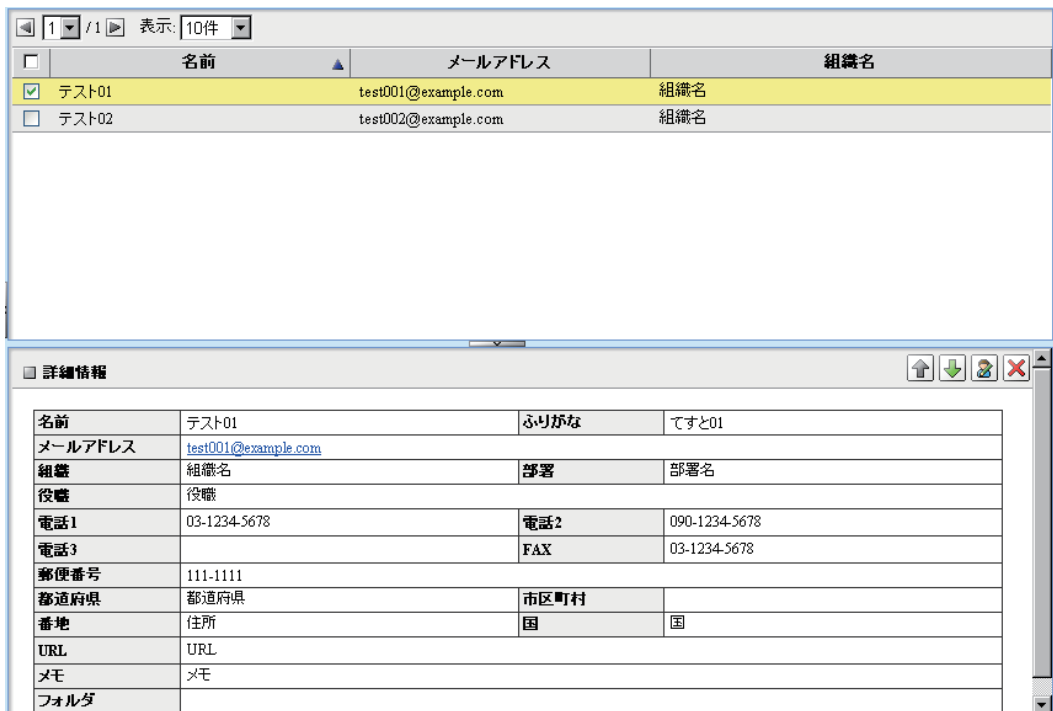 1 /1 表示: 10件
名前 メールアドレス 組織名
テスト01 test001@example.com 組織名
テスト02 test002@example.com 組織名
詳細情報
名前 テスト01 ふりがな てすと01
メールアドレス test001@example.com
組織 組織名 部署 部署名
役職 役職
電話1 03-1234-5678 電話2 090-1234-5678
電話3 FAX 03-1234-5678
郵便番号 111-1111
都道府県 都道府県 市区町村
番地 住所 国 国
URL URL
メモ メモ
フォルダ